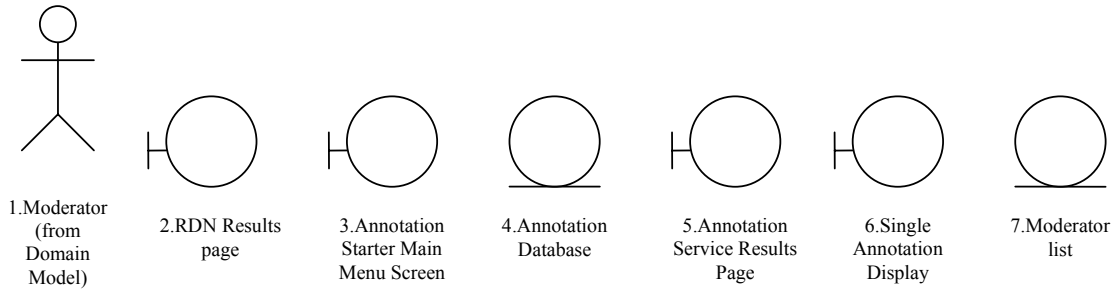 1.Moderator
(from
Domain
Model)
2.RDN Results
page
3.Annotation
Starter Main
Menu Screen
4.Annotation
Database
5.Annotation
Service Results
Page
6.Single
Annotation
Display
7.Moderator
list